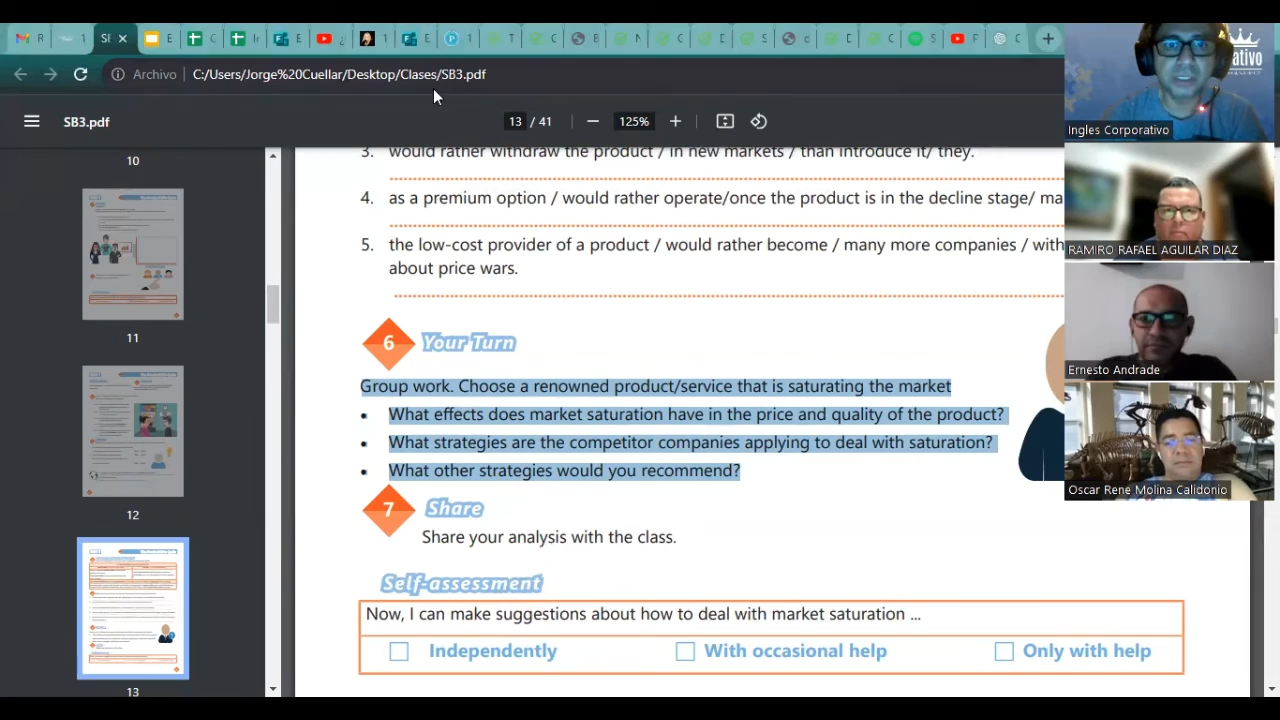 R
1
SI
E
C
Ir
E
¿
1
E
1
T
C
B
N
C
D
S
d
D
C
S
F
C
ativo
Archivo
C:/Users/Jorge%20Cuellar/Desktop/Clases/SB3.pdf
SB3.pdf
13 / 41
125%
Ingles Corporativo
RAMIRO RAFAEL AGUILAR DIAZ
Ernesto Andrade
Oscar Rene Molina Calidonio
10
11
12
13
3. would rather withdraw the product / in new markets / than introduce it/ they.
4. as a premium option / would rather operate/once the product is in the decline stage/ ma
5. the low-cost provider of a product / would rather become / many more companies / with
about price wars.
6 Your Turn
Group work. Choose a renowned product/service that is saturating the market
• What effects does market saturation have in the price and quality of the product?
• What strategies are the competitor companies applying to deal with saturation?
• What other strategies would you recommend?
7 Share
Share your analysis with the class.
Self-assessment
Now, I can make suggestions about how to deal with market saturation ...
Independently With occasional help Only with help